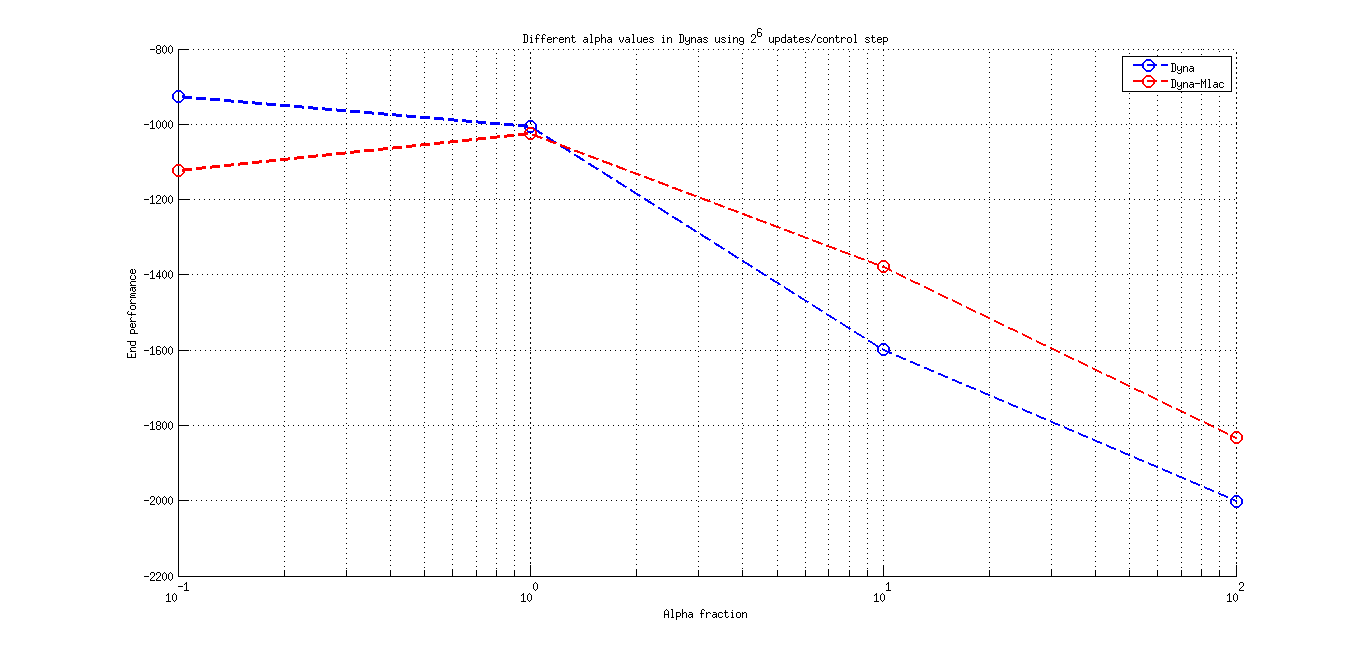 Different alpha values in Dynas using 2^6 updates/control step
Dyna
Dyna-Mlac
-800
-1000
-1200
-1400
-1600
-1800
-2000
-2200
End performance
10^-1
10^0
10^1
10^2
Alpha fraction